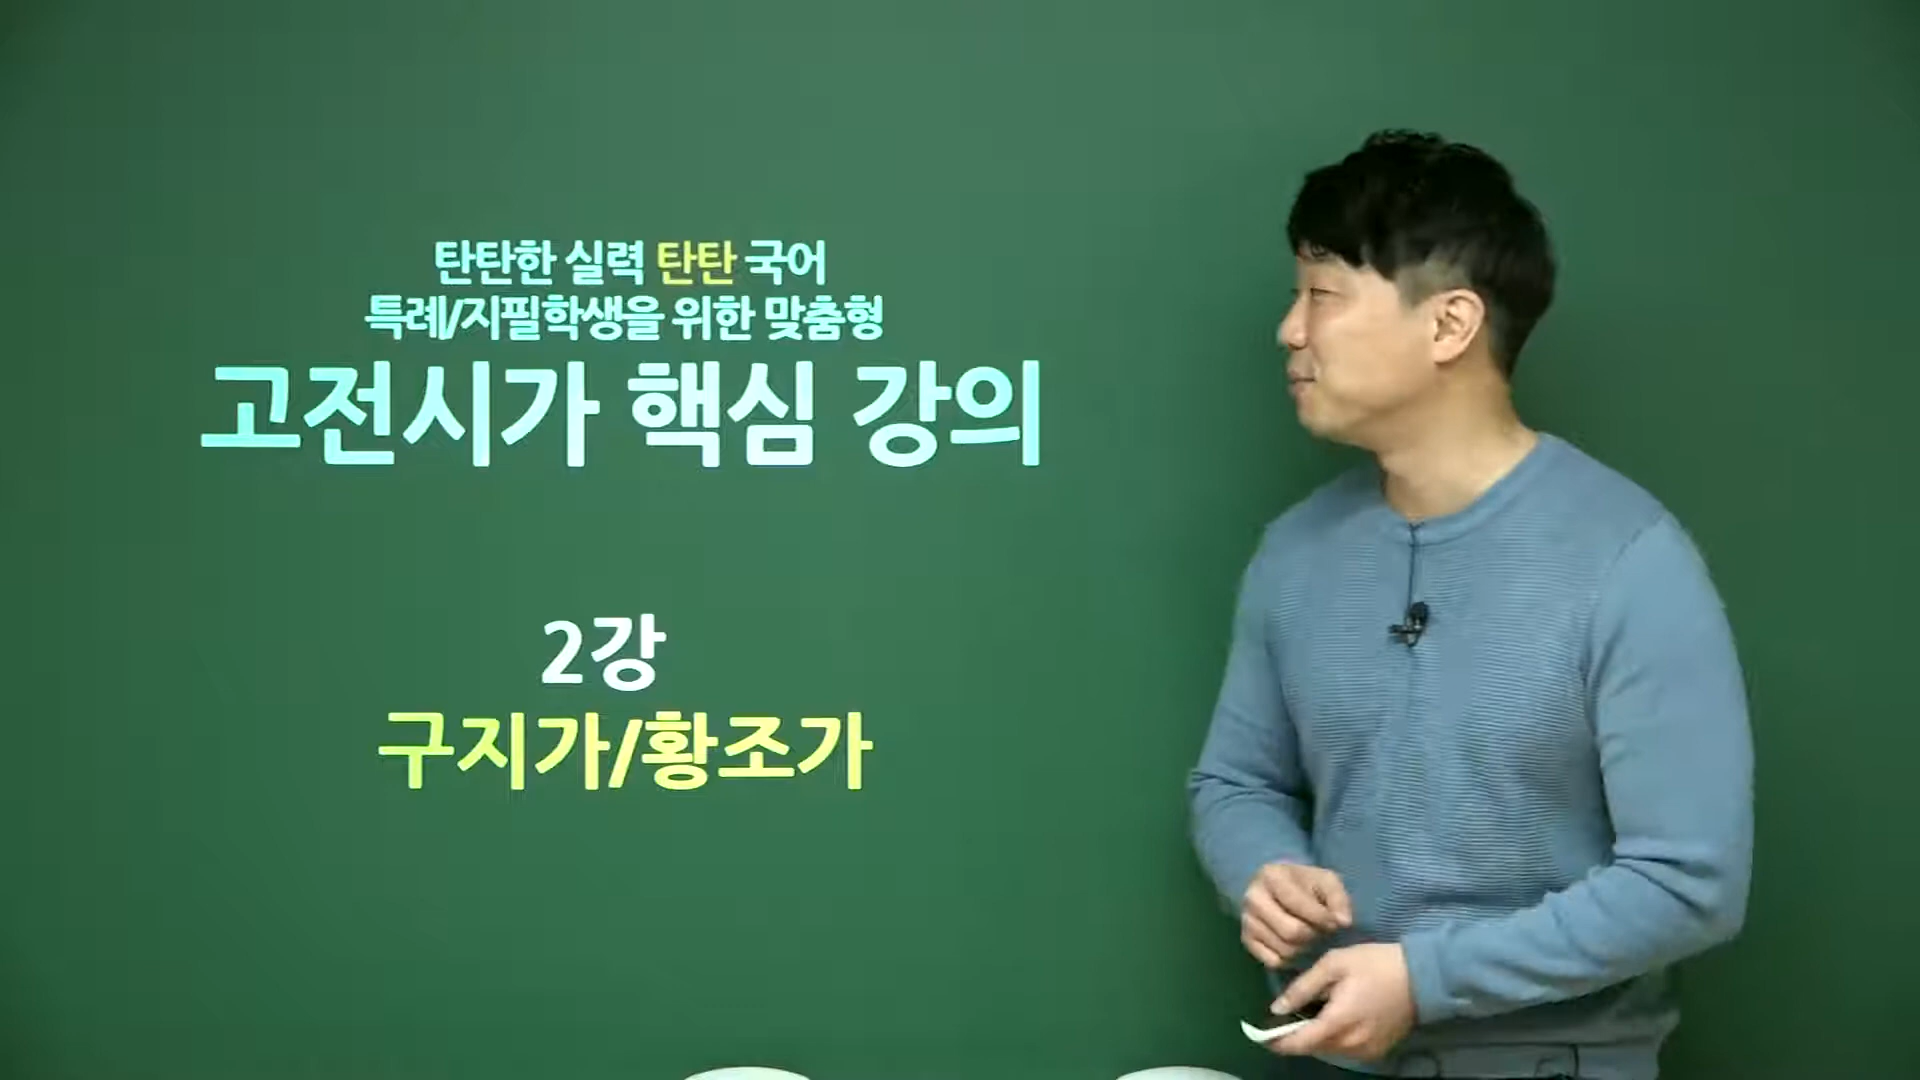 탄탄한 실력 탄탄 국어
특례/지필학생을 위한 맞춤형
고전시가 핵심 강의
2강
구지가/황조가